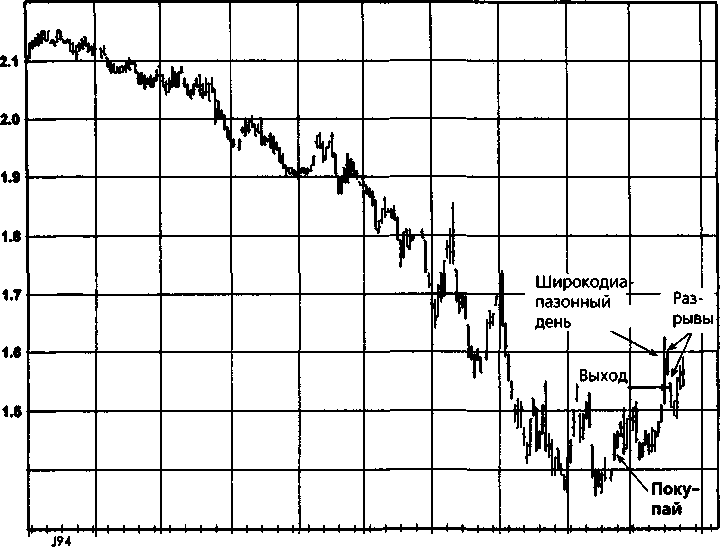 2.1
2.0
1.9
1.8
1.7
1.6
1.5
Широкодиа-
пазонный
день
Раз-
рывы
Выход
Поку-
пай
J94